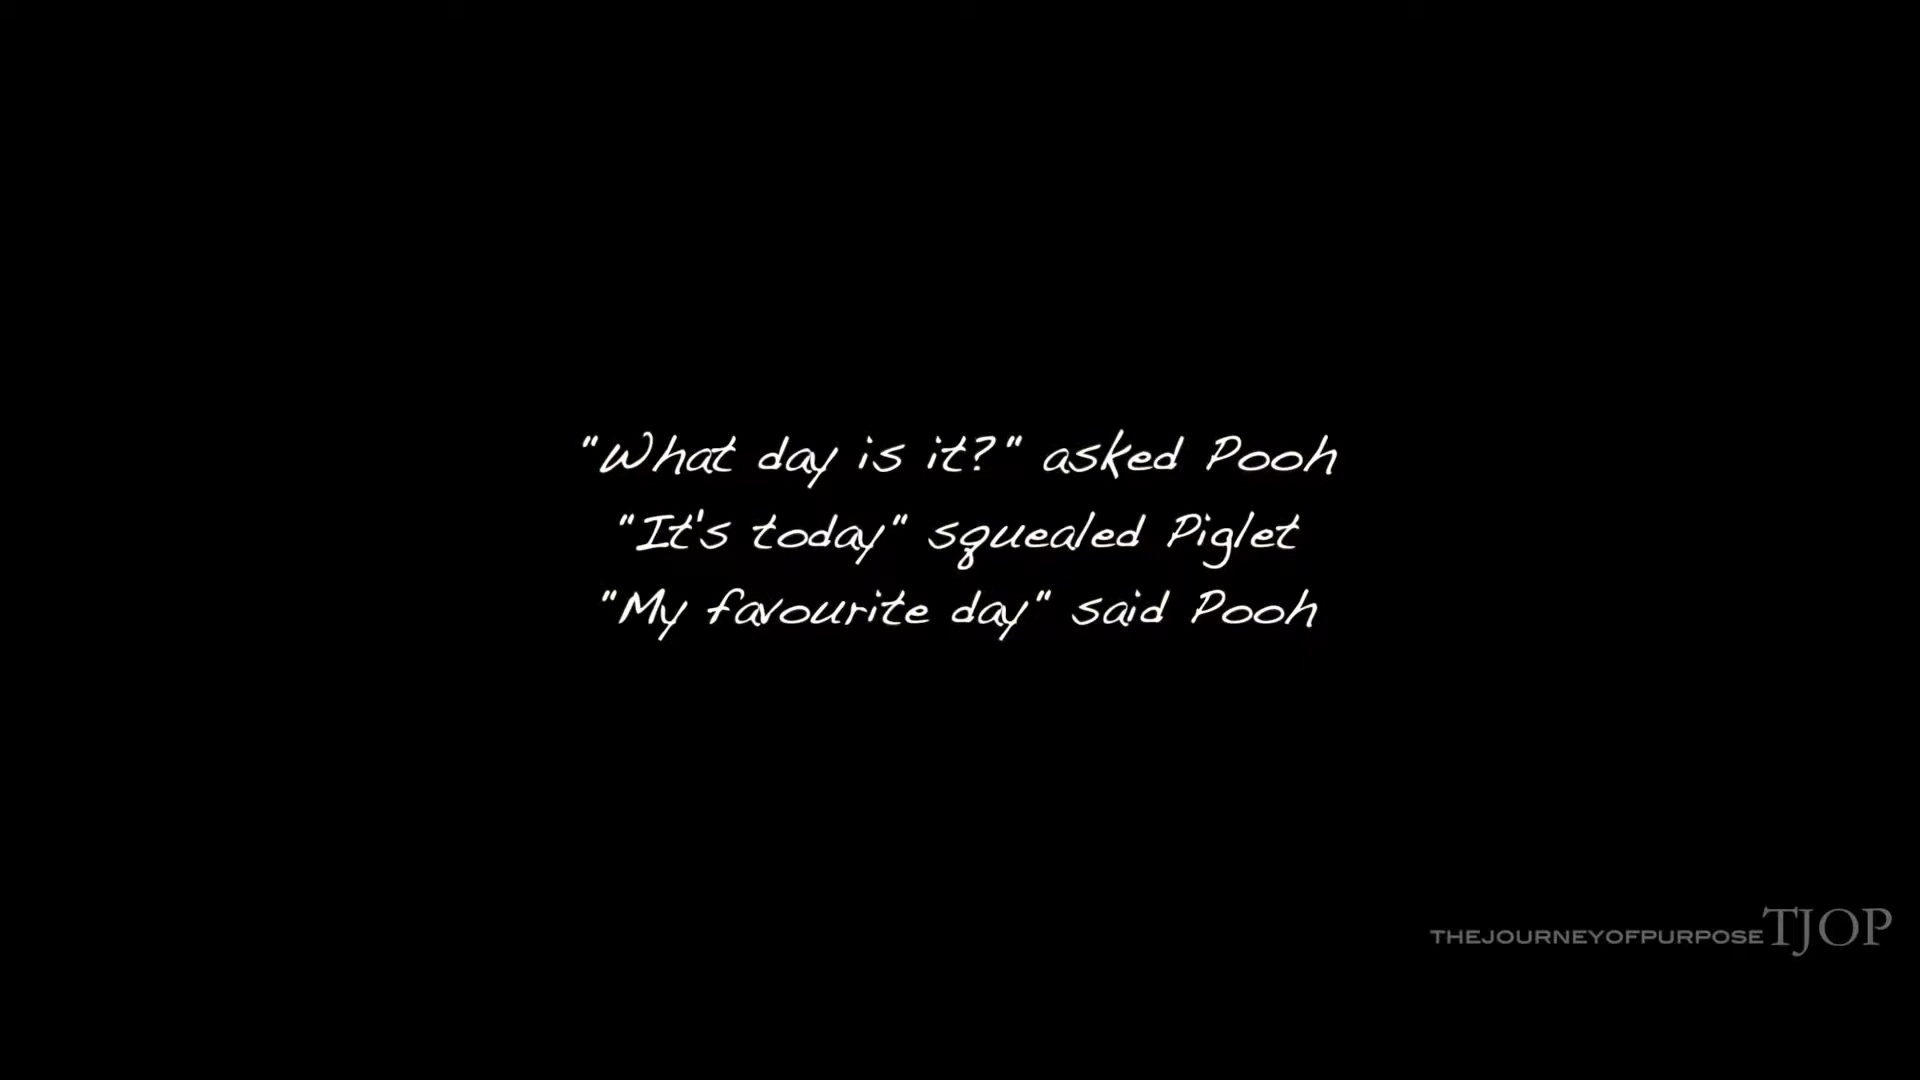 "What day is it?" asked Pooh
"It's today" squealed Piglet
"My favourite day" said Pooh
THEJOURNEYOFPURPOSE TJOP